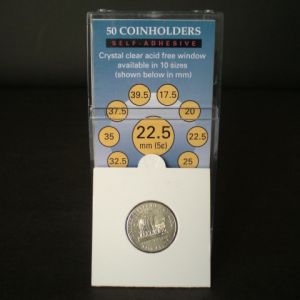 50 COINHOLDERS
SELF-ADHESIVE
Crystal clear acid free window
available in 10 sizes
(shown below in mm)
39.5 17.5
37.5 20
35 22.5 22.5
mm (5¢)
32.5 25